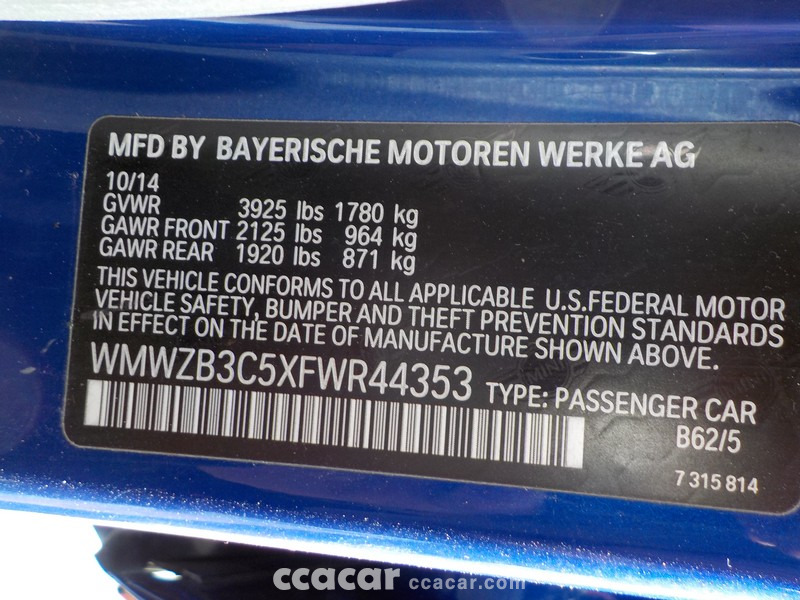 MFD BY BAYERISCHE MOTOREN WERKE AG
10/14
GVWR 3925 lbs 1780 kg
GAWR FRONT 2125 lbs 964 kg
GAWR REAR 1920 lbs 871 kg
THIS VEHICLE CONFORMS TO ALL APPLICABLE U.S.FEDERAL MOTOR
VEHICLE SAFETY, BUMPER AND THEFT PREVENTION STANDARDS
IN EFFECT ON THE DATE OF MANUFACTURE SHOWN ABOVE.
WMWZB3C5XFWR44353 TYPE: PASSENGER CAR
B62/5
7 315 814
ccacar ccacar.com